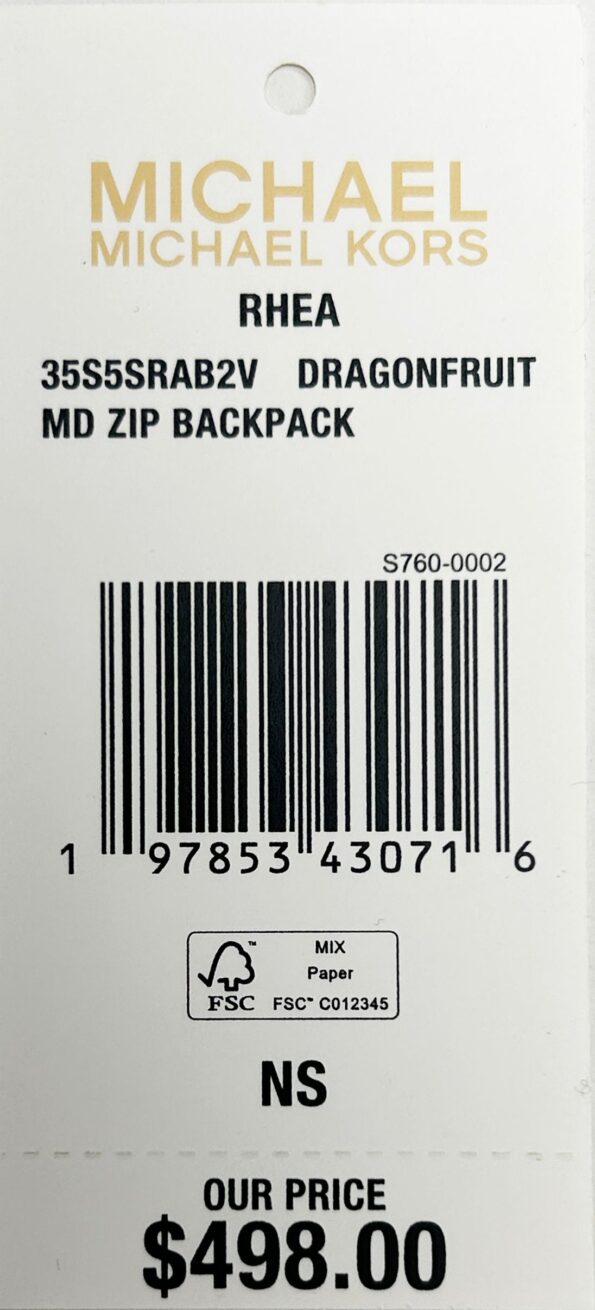 MICHAEL
MICHAEL KORS
RHEA
35S5SRAB2V DRAGONFRUIT
MD ZIP BACKPACK
S760-0002
1 97853 43071 6
™ MIX
Paper
FSC FSC™ C012345
NS
OUR PRICE
$498.00